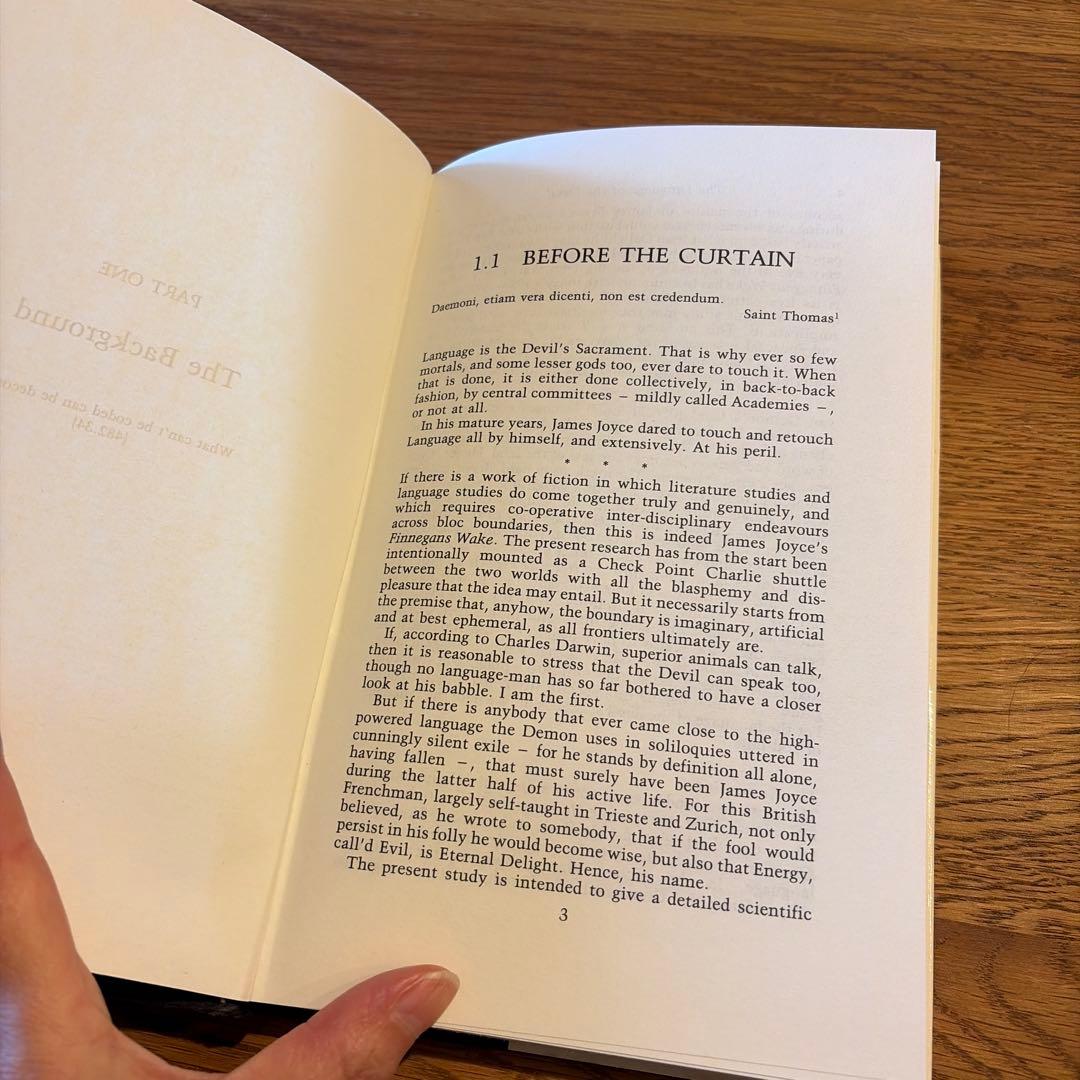 PART ONE
The Background
What can't be coded can be deco
(482.34)
1.1 BEFORE THE CURTAIN
Daemoni, etiam vera dicenti, non est credendum.
Saint Thomas¹
Language is the Devil's Sacrament. That is why ever so few
mortals, and some lesser gods too, ever dare to touch it. When
that is done, it is either done collectively, in back-to-back
fashion, by central committees – mildly called Academies –,
or not at all.
In his mature years, James Joyce dared to touch and retouch
Language all by himself, and extensively. At his peril.
* * *
If there is a work of fiction in which literature studies and
language studies do come together truly and genuinely, and
which requires co-operative inter-disciplinary endeavours
across bloc boundaries, then this is indeed James Joyce's
Finnegans Wake. The present research has from the start been
intentionally mounted as a Check Point Charlie shuttle
between the two worlds with all the blasphemy and dis-
pleasure that the idea may entail. But it necessarily starts from
the premise that, anyhow, the boundary is imaginary, artificial
and at best ephemeral, as all frontiers ultimately are.
If, according to Charles Darwin, superior animals can talk,
then it is reasonable to stress that the Devil can speak too,
though no language-man has so far bothered to have a closer
look at his babble. I am the first.
But if there is anybody that ever came close to the high-
powered language the Demon uses in soliloquies uttered in
cunningly silent exile – for he stands by definition all alone,
having fallen –, that must surely have been James Joyce
during the latter half of his active life. For this British
Frenchman, largely self-taught in Trieste and Zurich, not only
believed, as he wrote to somebody, that if the fool would
persist in his folly he would become wise, but also that Energy,
call'd Evil, is Eternal Delight. Hence, his name.
The present study is intended to give a detailed scientific
3